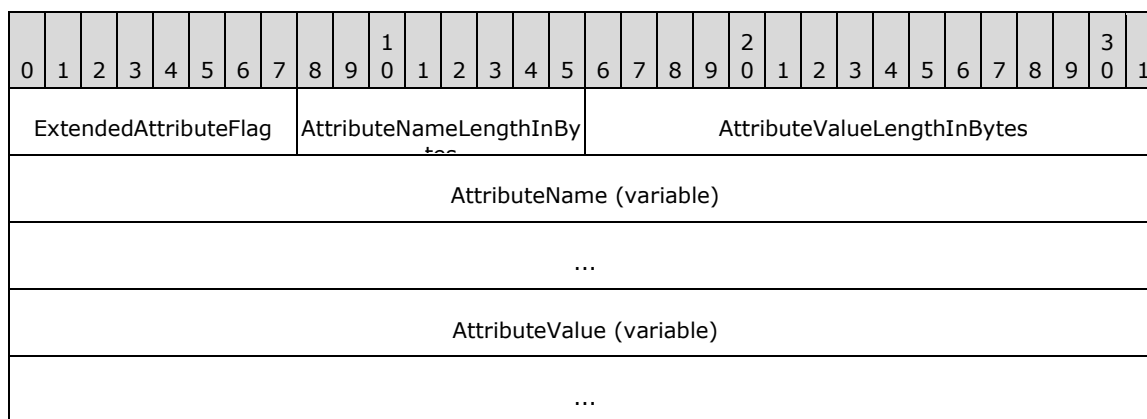 1 2 3
0 1 2 3 4 5 6 7 8 9 0 1 2 3 4 5 6 7 8 9 0 1 2 3 4 5 6 7 8 9 0 1
ExtendedAttributeFlag AttributeNameLengthInBy AttributeValueLengthInBytes
tes
AttributeName (variable)
...
AttributeValue (variable)
...